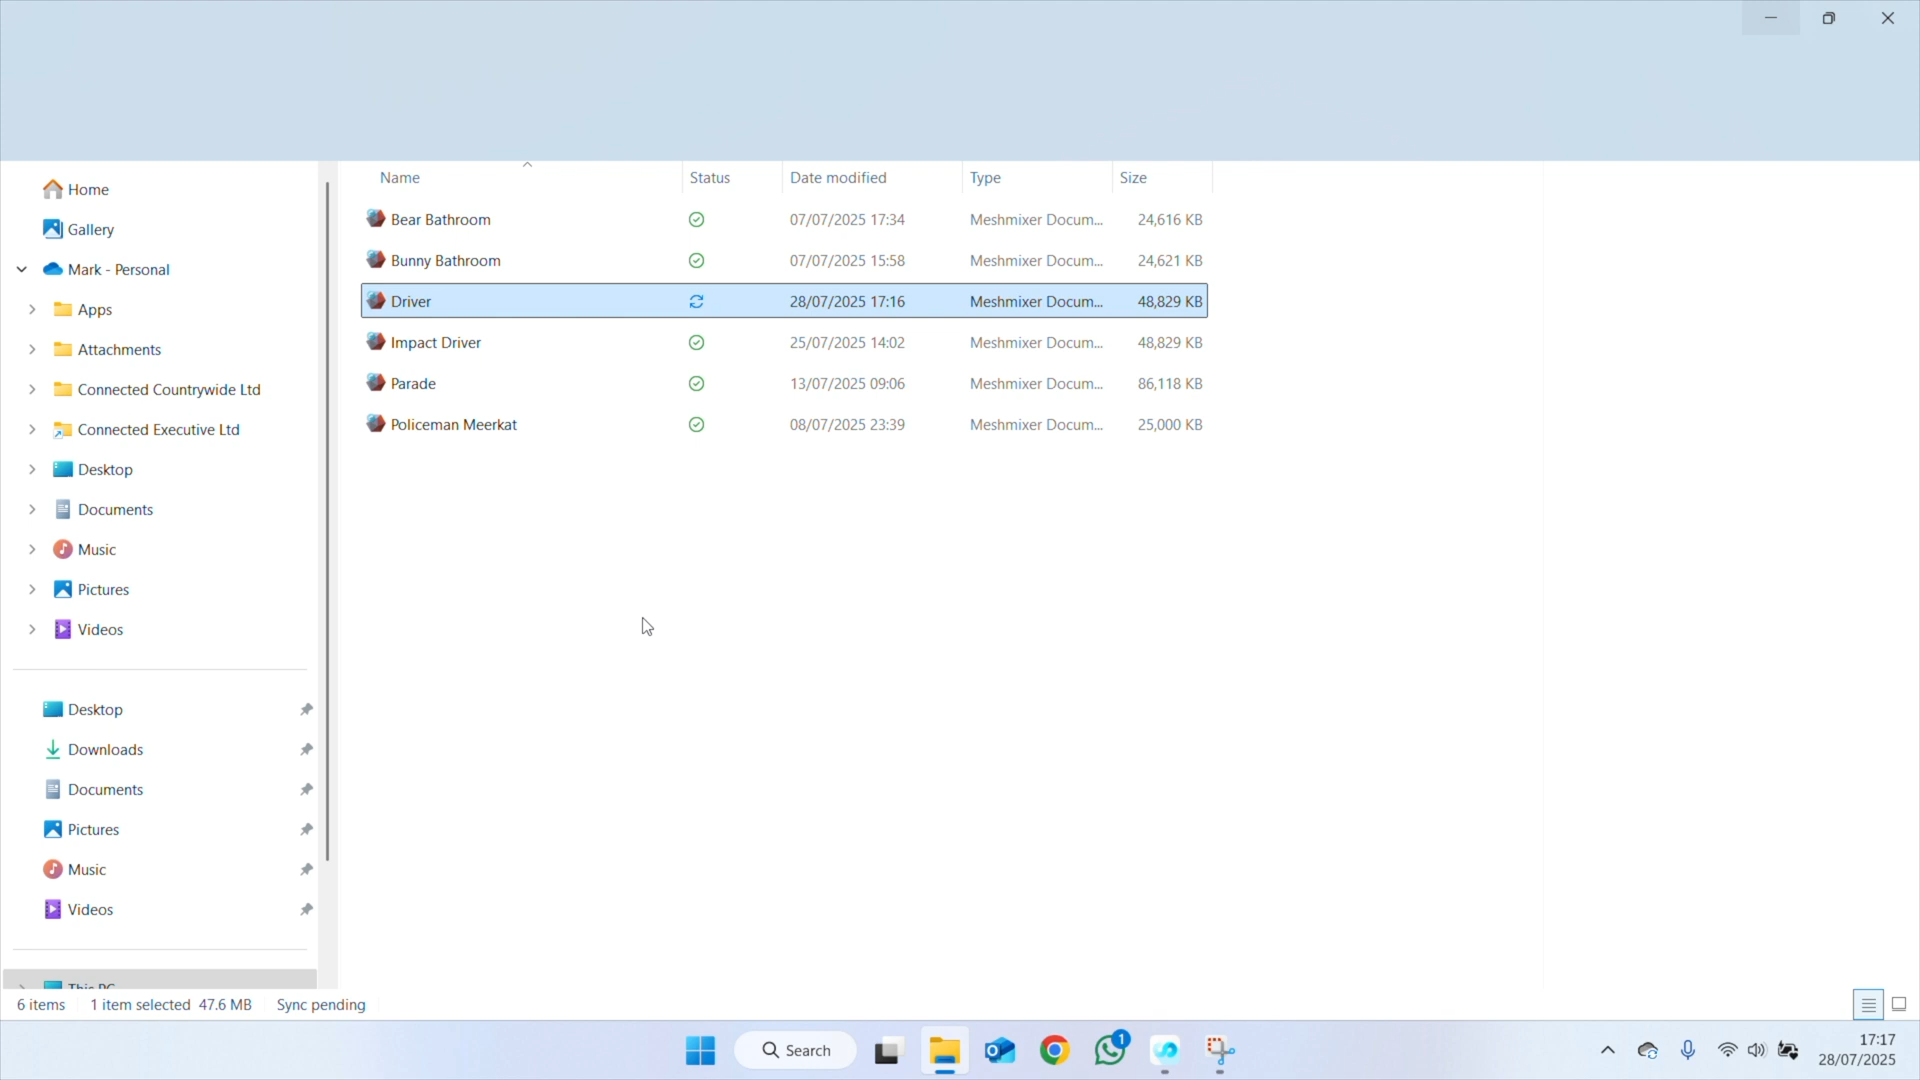 Name Status Date modified Type Size
Bear Bathroom 07/07/2025 17:34 Meshmixer Docum... 24,616 KB
Bunny Bathroom 07/07/2025 15:58 Meshmixer Docum... 24,621 KB
Driver 28/07/2025 17:16 Meshmixer Docum... 48,829 KB
Impact Driver 25/07/2025 14:02 Meshmixer Docum... 48,829 KB
Parade 13/07/2025 09:06 Meshmixer Docum... 86,118 KB
Policeman Meerkat 08/07/2025 23:39 Meshmixer Docum... 25,000 KB
Home
Gallery
Mark - Personal
Apps
Attachments
Connected Countrywide Ltd
Connected Executive Ltd
Desktop
Documents
Music
Pictures
Videos
Desktop
Downloads
Documents
Pictures
Music
Videos
This PC
6 items 1 item selected 47.6 MB Sync pending
Search
1
17:17
28/07/2025